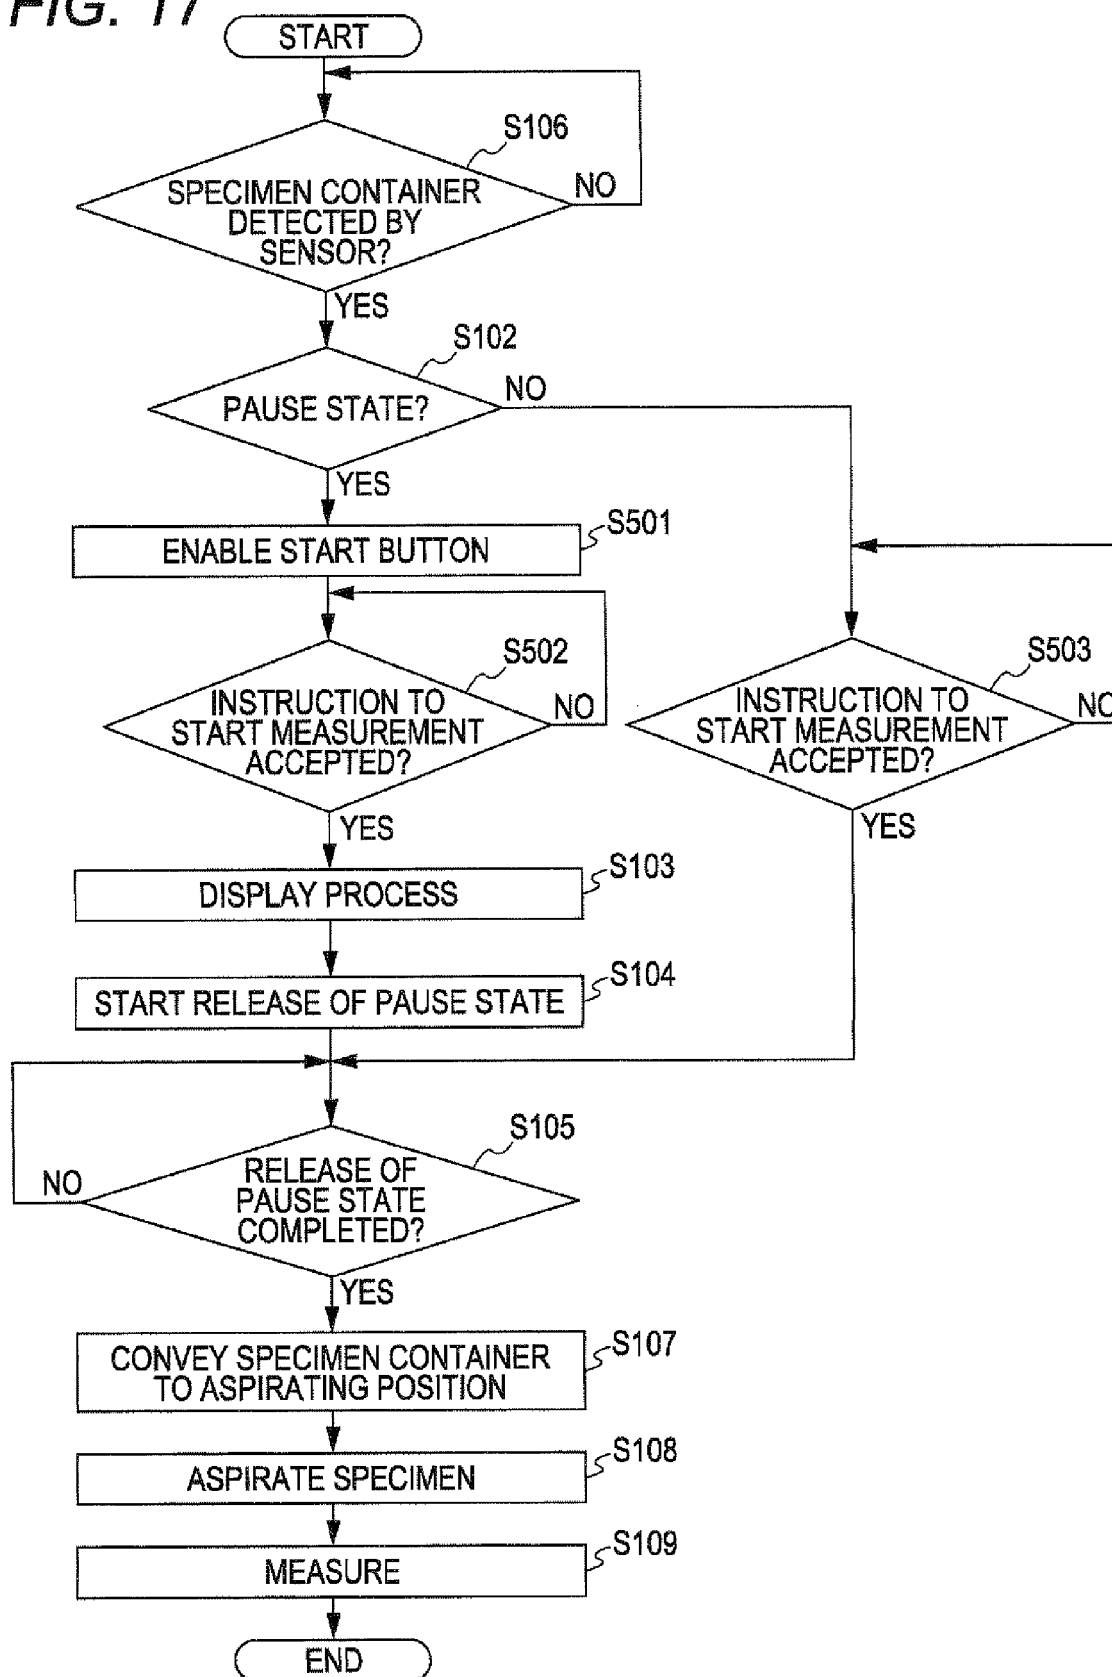 FIG. 17
START
S106
SPECIMEN CONTAINER
DETECTED BY
SENSOR?
NO
YES
S102
PAUSE STATE?
NO
YES
S501
ENABLE START BUTTON
S502
INSTRUCTION TO
START MEASUREMENT
ACCEPTED?
NO
YES
S503
INSTRUCTION TO
START MEASUREMENT
ACCEPTED?
NO
YES
S103
DISPLAY PROCESS
S104
START RELEASE OF PAUSE STATE
S105
RELEASE OF
PAUSE STATE
COMPLETED?
NO
YES
S107
CONVEY SPECIMEN CONTAINER
TO ASPIRATING POSITION
S108
ASPIRATE SPECIMEN
S109
MEASURE
END